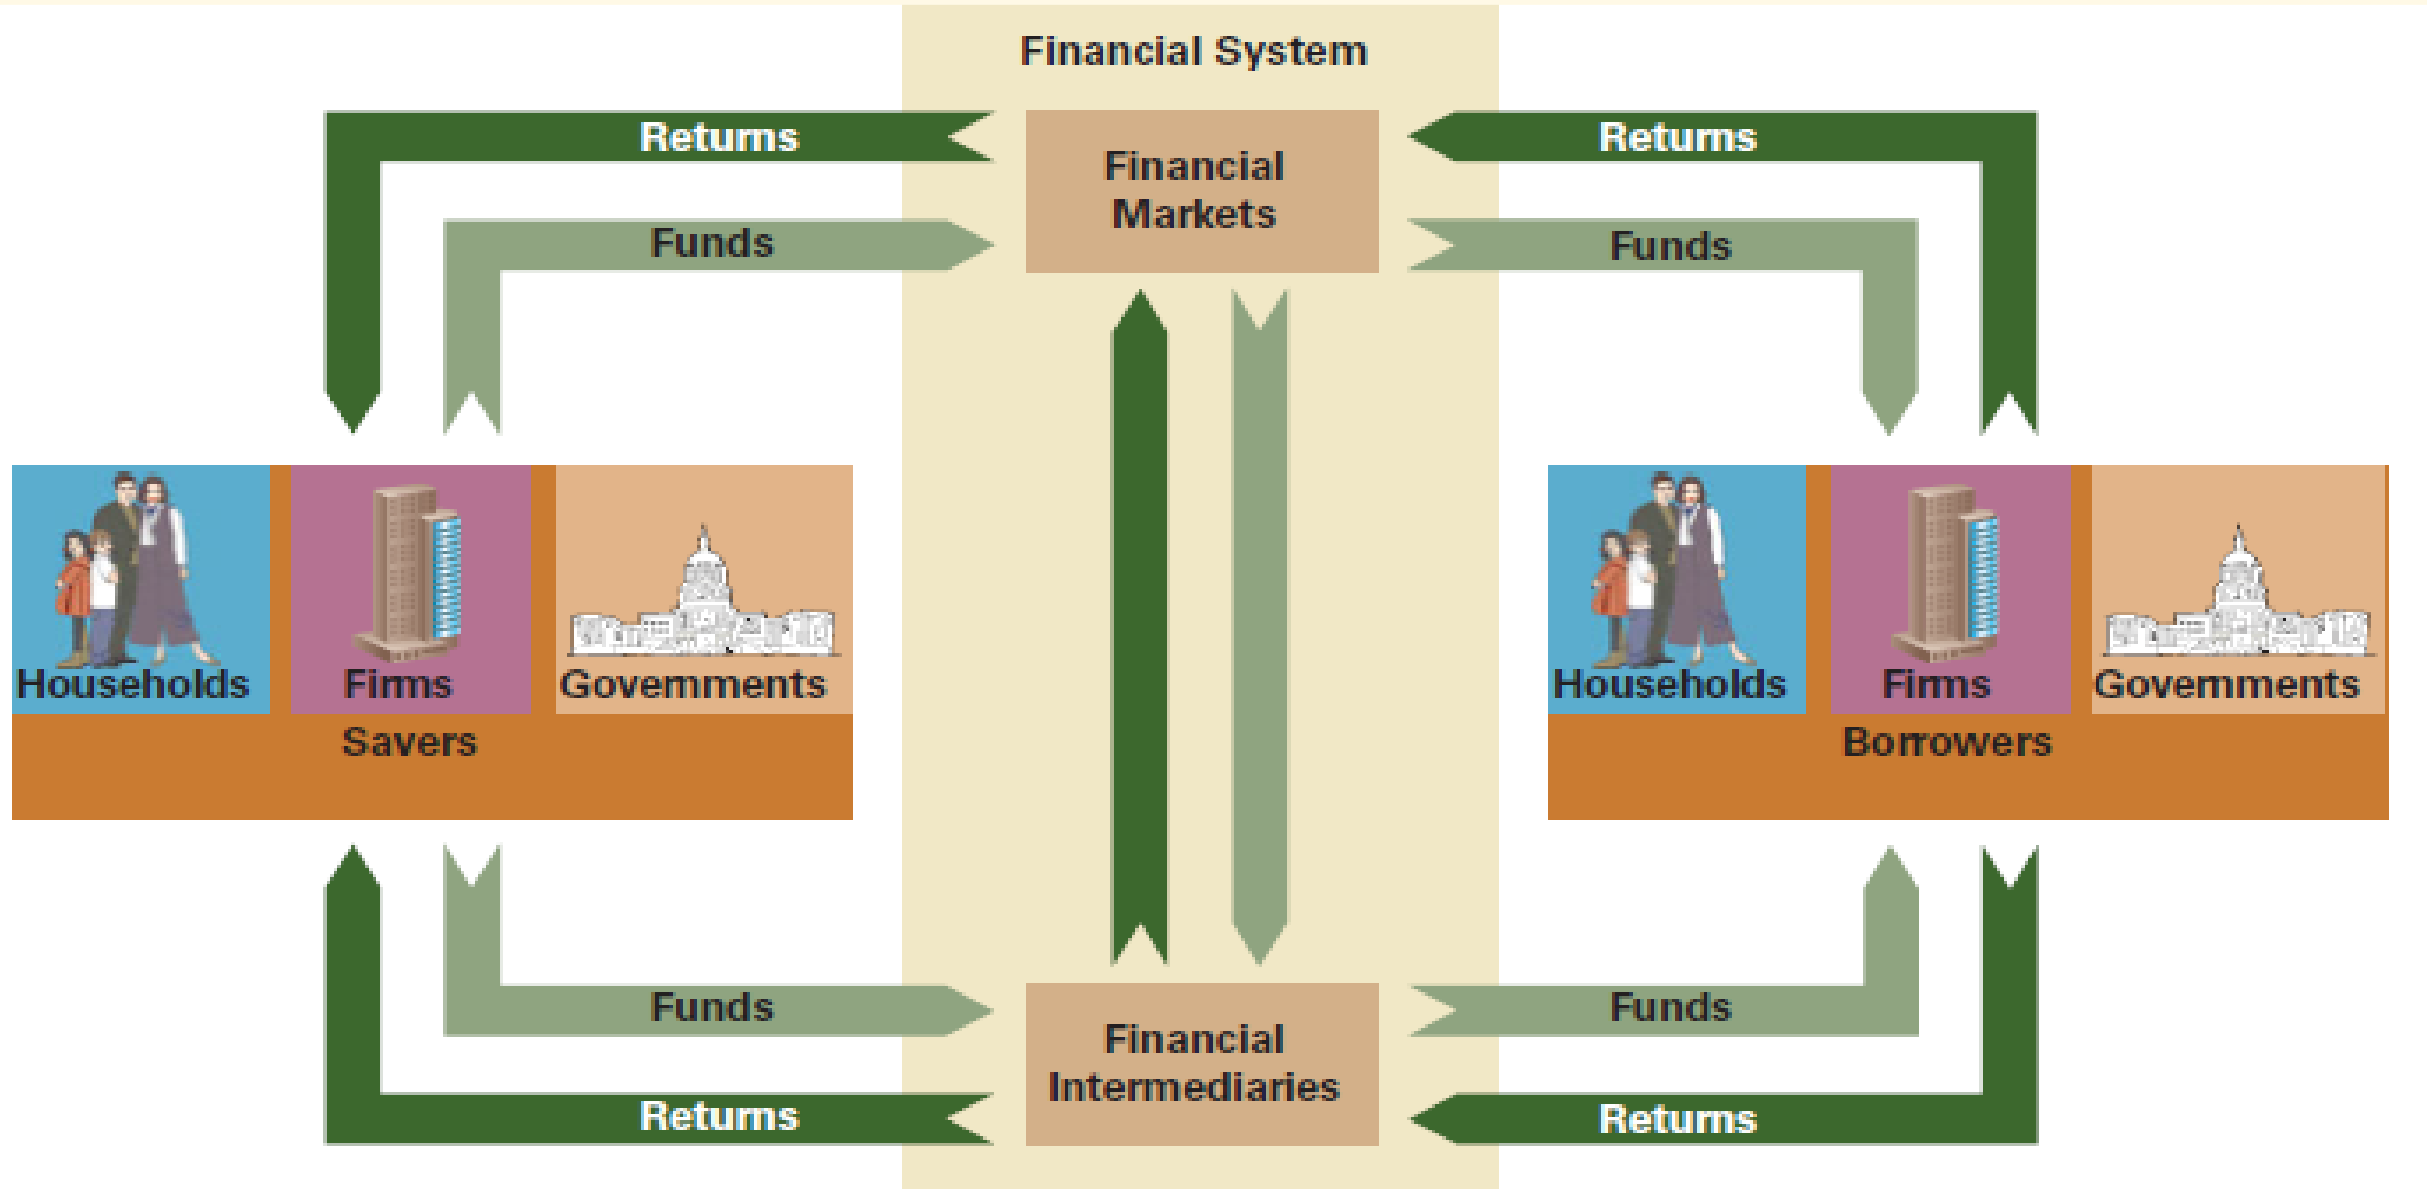 Financial System
Returns
Financial
Markets
Returns
Funds
Funds
Households
Firms
Governments
Savers
Households
Firms
Governments
Borrowers
Funds
Financial
Intermediaries
Funds
Returns
Returns